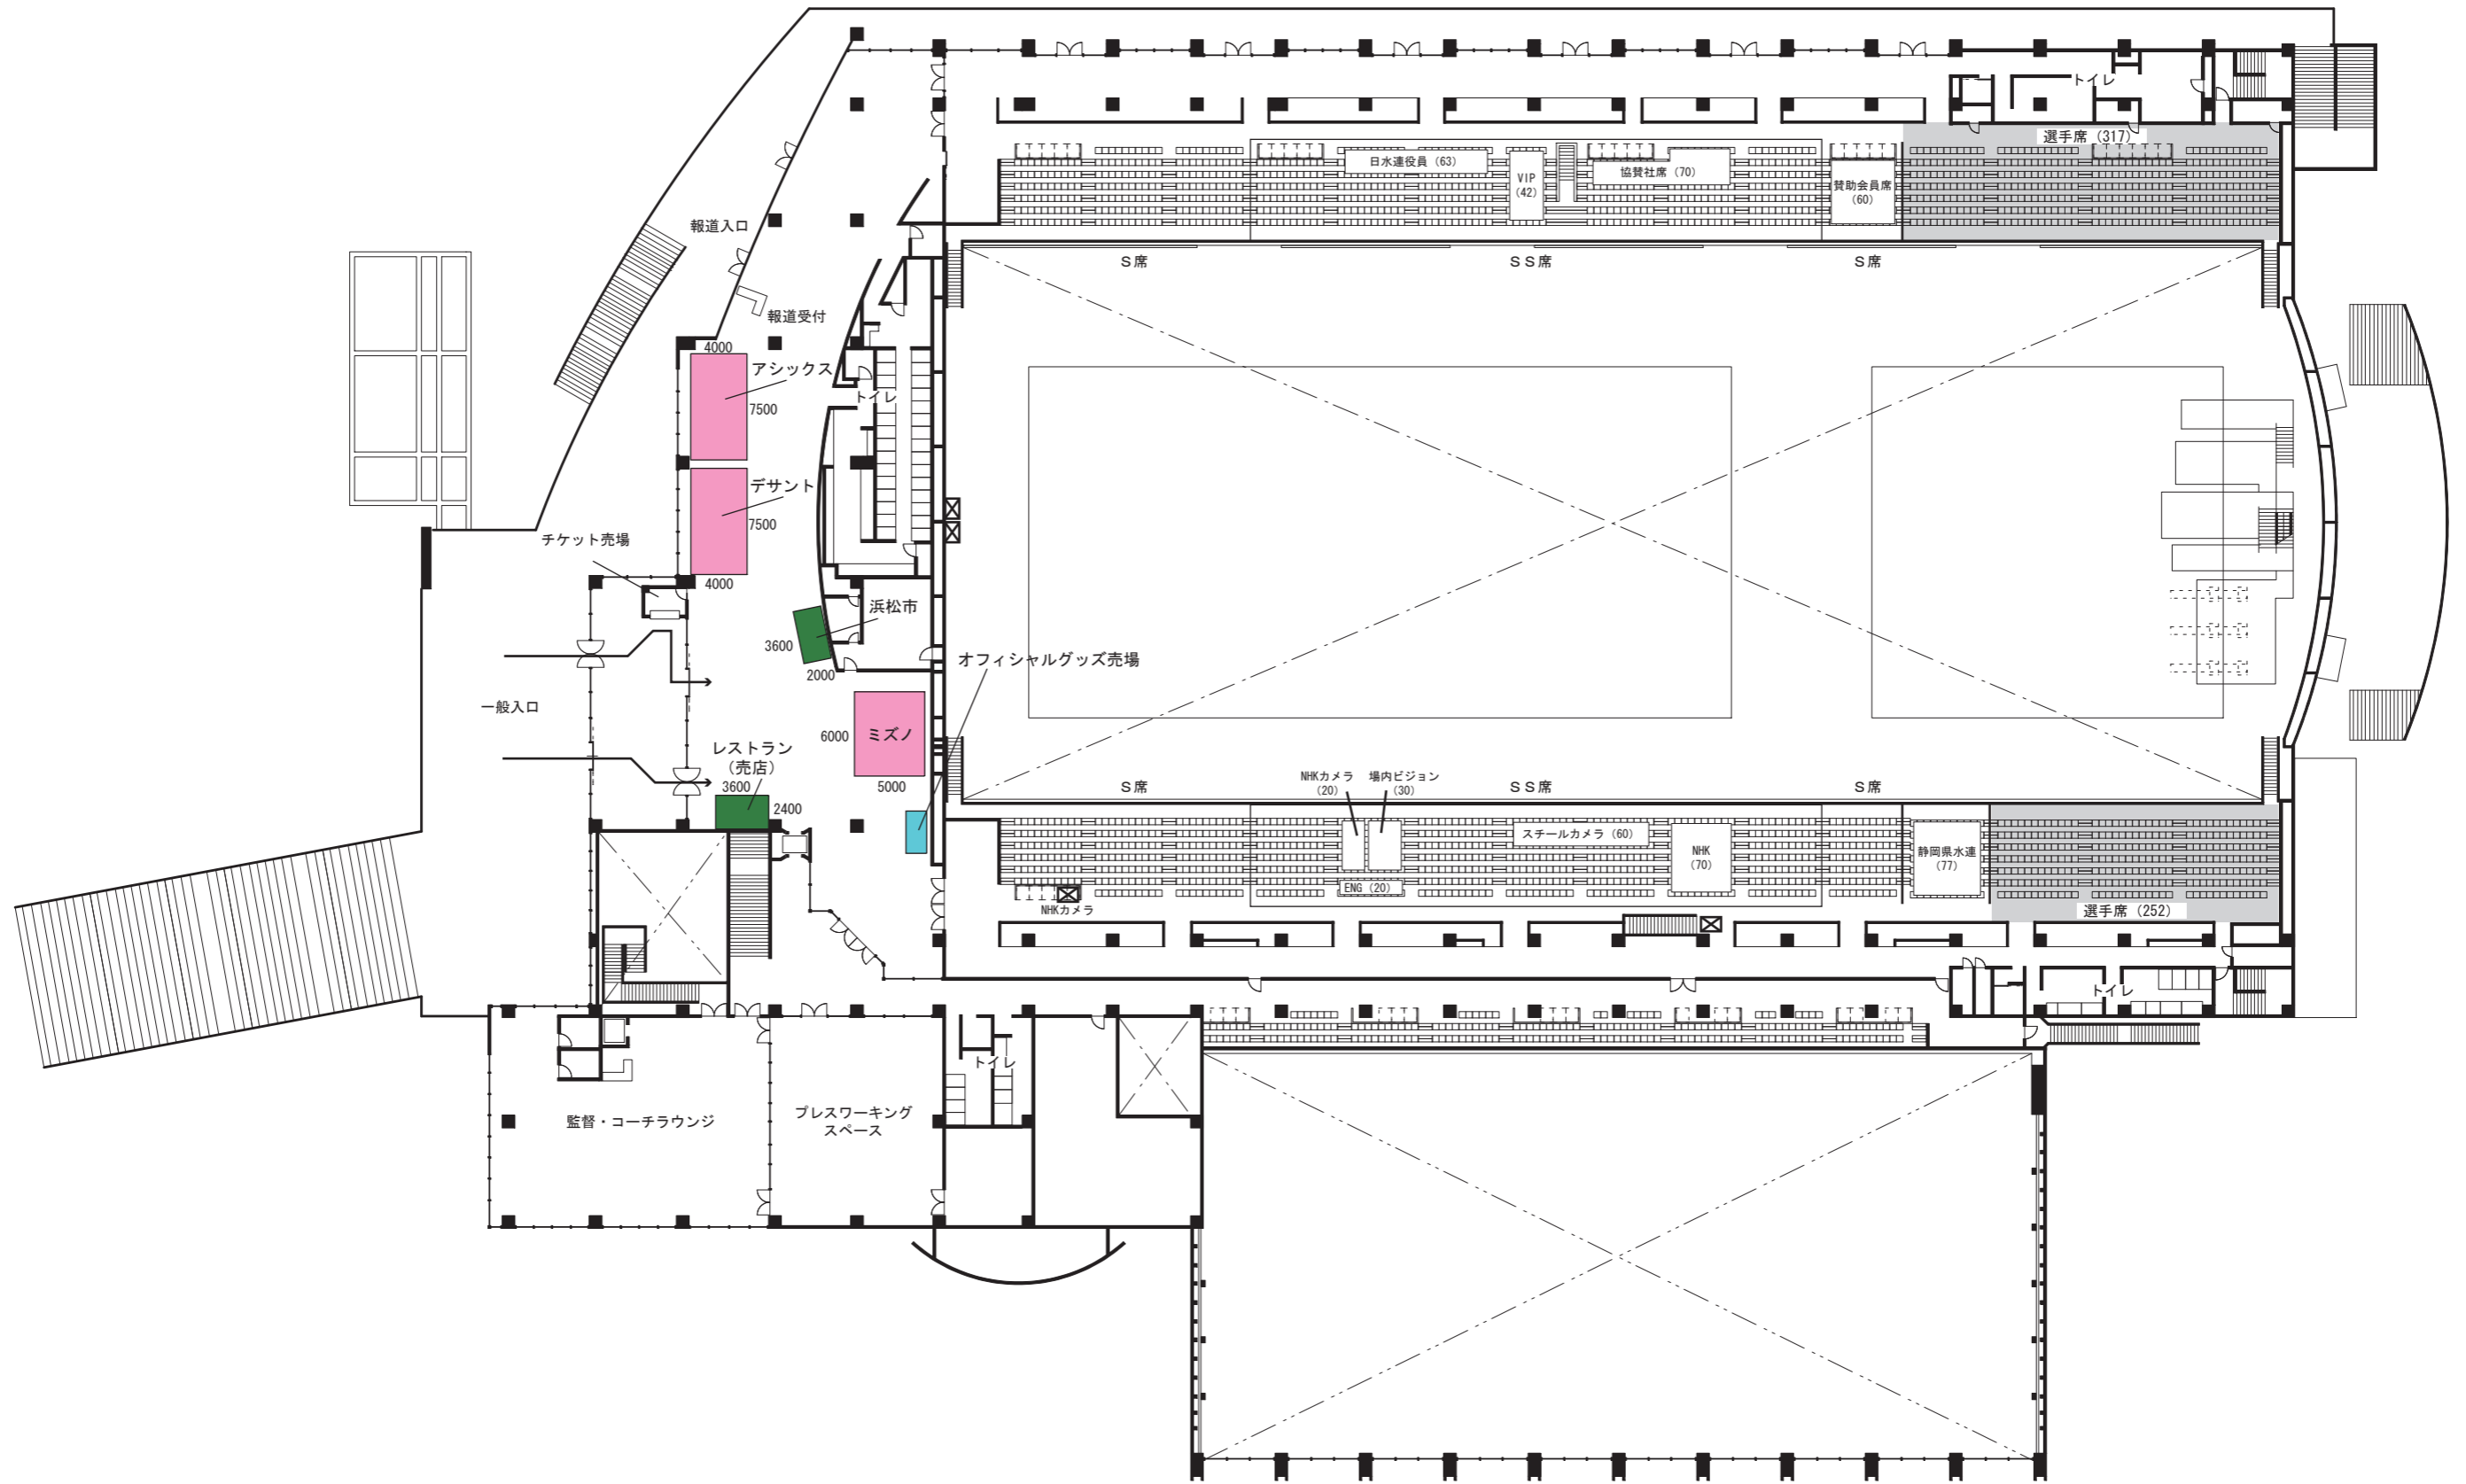 トイレ
選手席（317）
日水連役員（63）
VIP
（42）
協賛社席（70）
賛助会員席
（60）
報道入口
Ｓ席
ＳＳ席
Ｓ席
報道受付
4000
アシックス
7500
トイレ
デサント
7500
4000
チケット売場
浜松市
3600
2000
オフィシャルグッズ売場
一般入口
ミズノ
6000
5000
レストラン
（売店）
3600
2400
Ｓ席
ＳＳ席
Ｓ席
NHKカメラ
（20）
場内ビジョン
（30）
スチールカメラ（60）
NHK
（70）
静岡県水連
（77）
ENG（20）
NHKカメラ
選手席（252）
トイレ
トイレ
監督・コーチラウンジ
プレスワーキング
スペース